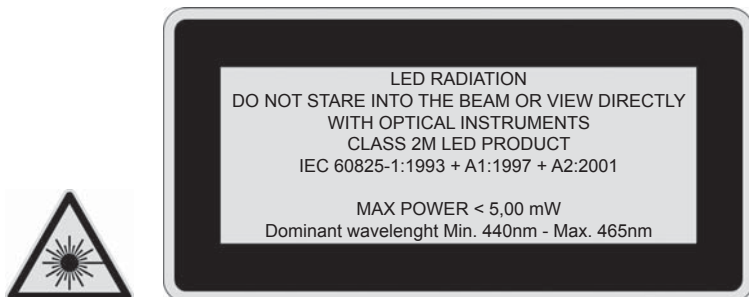 LED RADIATION
DO NOT STARE INTO THE BEAM OR VIEW DIRECTLY
WITH OPTICAL INSTRUMENTS
CLASS 2M LED PRODUCT
IEC 60825-1:1993 + A1:1997 + A2:2001
MAX POWER < 5,00 mW
Dominant wavelenght Min. 440nm - Max. 465nm